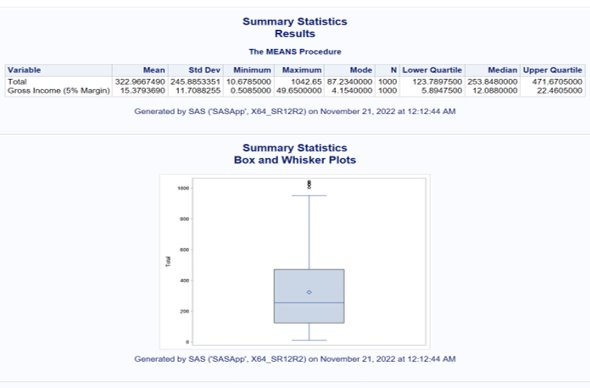 Summary Statistics
Results
The MEANS Procedure
Variable Mean Std Dev Minimum Maximum Mode N Lower Quartile Median Upper Quartile
Total 322.9667490 245.8853351 10.6785000 1042.65 87.2340000 1000 123.7897500 253.8480000 471.6705000
Gross Income (5% Margin) 15.3793690 11.7088255 0.5085000 49.6500000 4.1540000 1000 5.8947500 12.0880000 22.4605000
Generated by SAS ('SASApp', X64_SR12R2) on November 21, 2022 at 12:12:44 AM
Summary Statistics
Box and Whisker Plots
1000
800
600
Total
400
200
0
Generated by SAS ('SASApp', X64_SR12R2) on November 21, 2022 at 12:12:44 AM